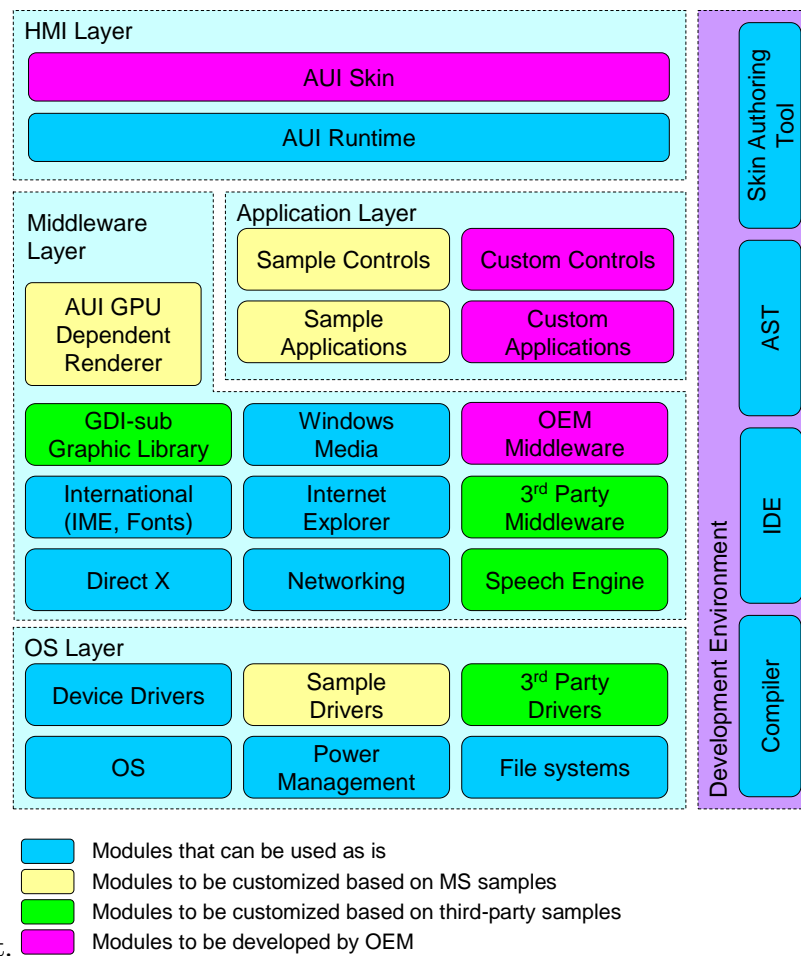 HMI Layer
AUI Skin
AUI Runtime
Middleware
Layer
AUI GPU
Dependent
Renderer
Application Layer
Sample Controls
Custom Controls
Sample
Applications
Custom
Applications
GDI-sub
Graphic Library
Windows
Media
OEM
Middleware
International
(IME, Fonts)
Internet
Explorer
3rd Party
Middleware
Direct X
Networking
Speech Engine
OS Layer
Device Drivers
Sample
Drivers
3rd Party
Drivers
OS
Power
Management
File systems
Development Environment
Skin Authoring
Tool
AST
IDE
Compiler
Modules that can be used as is
Modules to be customized based on MS samples
Modules to be customized based on third-party samples
Modules to be developed by OEM